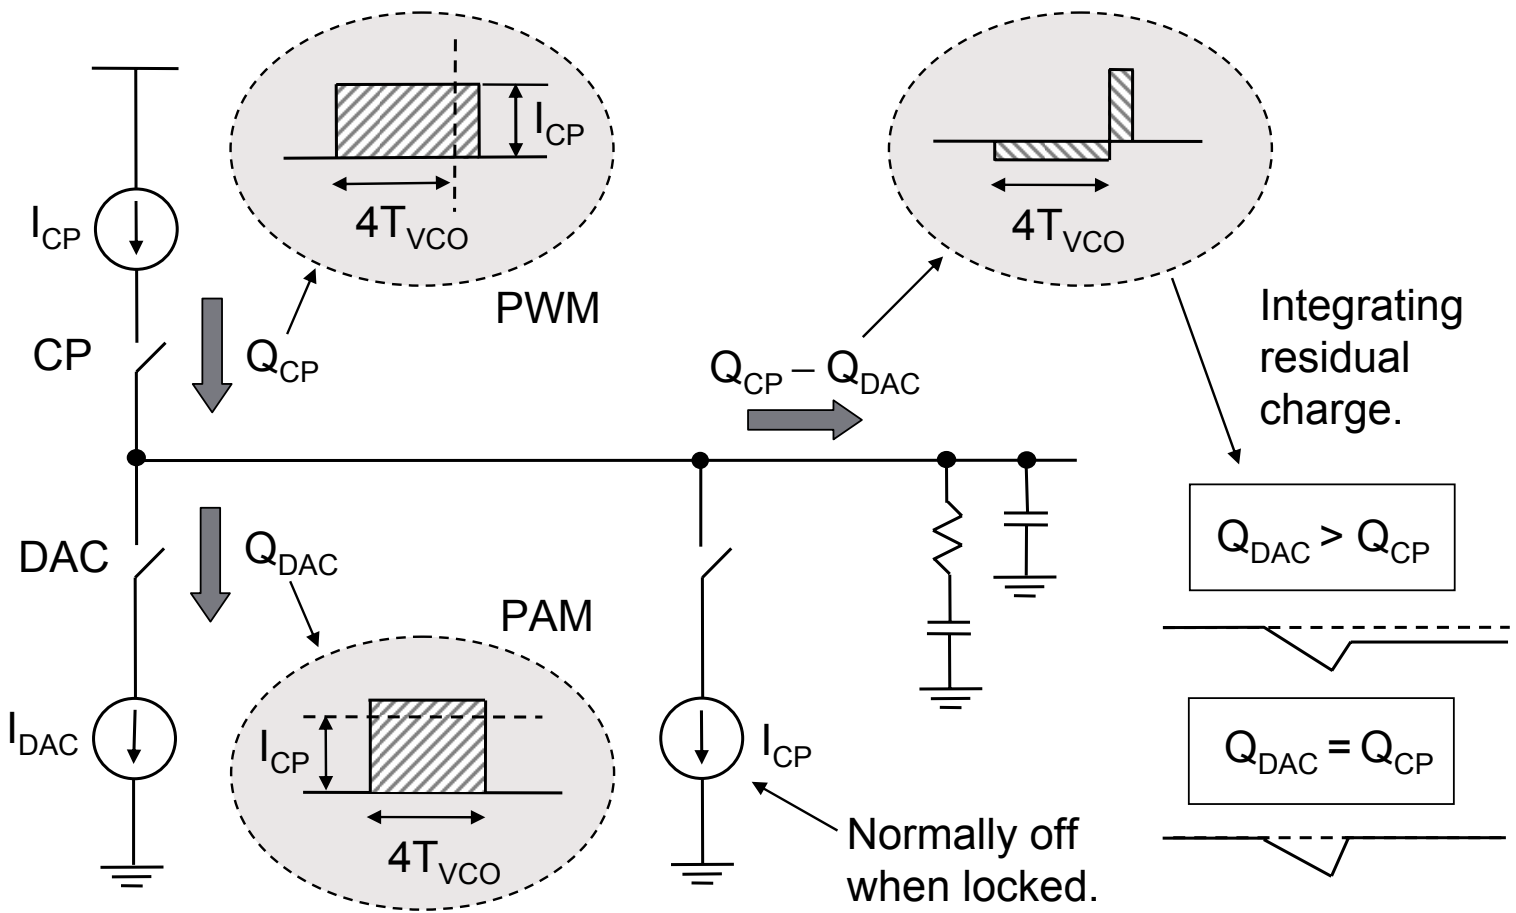 I_CP
4T_VCO
I_CP
PWM
CP
Q_CP
4T_VCO
Q_CP – Q_DAC
Integrating
residual
charge.
DAC
Q_DAC
PAM
I_DAC
I_CP
4T_VCO
I_CP
Normally off
when locked.
Q_DAC > Q_CP
Q_DAC = Q_CP